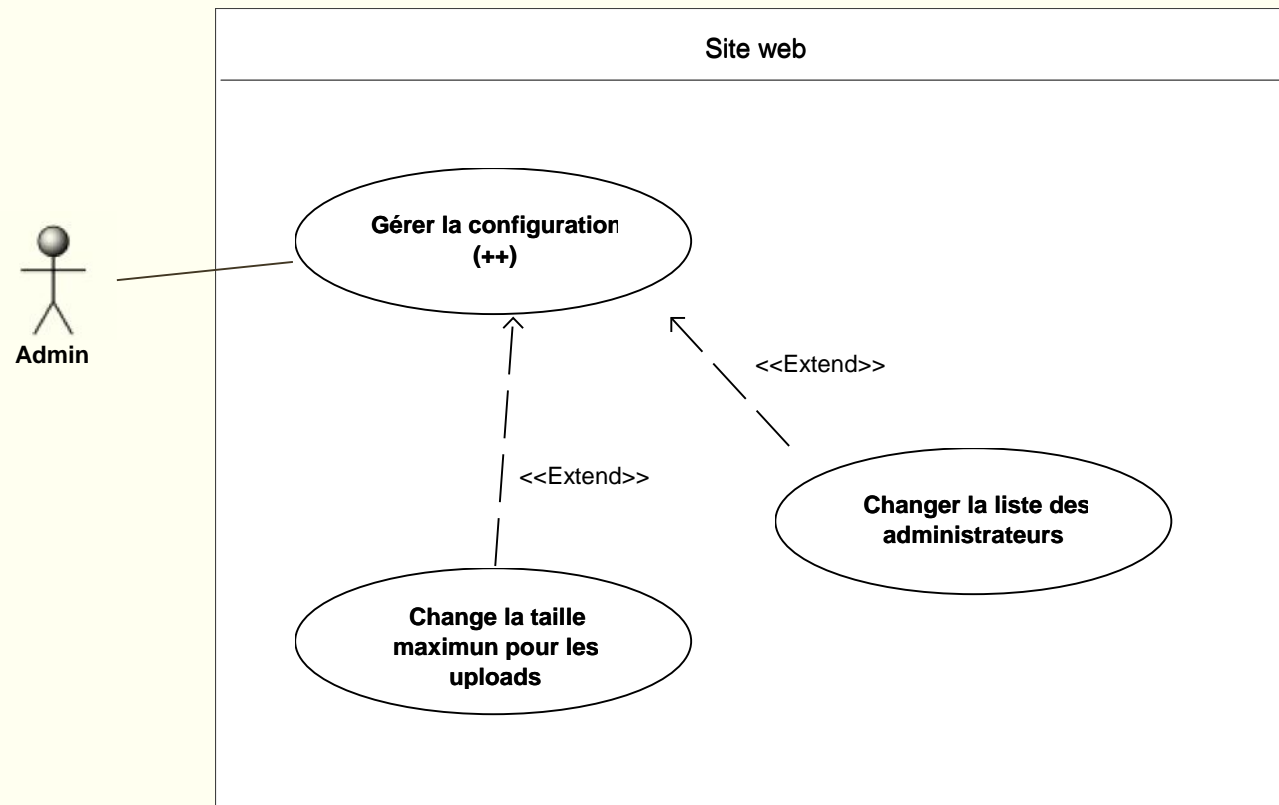 Site web
Gérer la configuration
(++)
Admin
<<Extend>>
<<Extend>>
Changer la liste des
administrateurs
Change la taille
maximun pour les
uploads